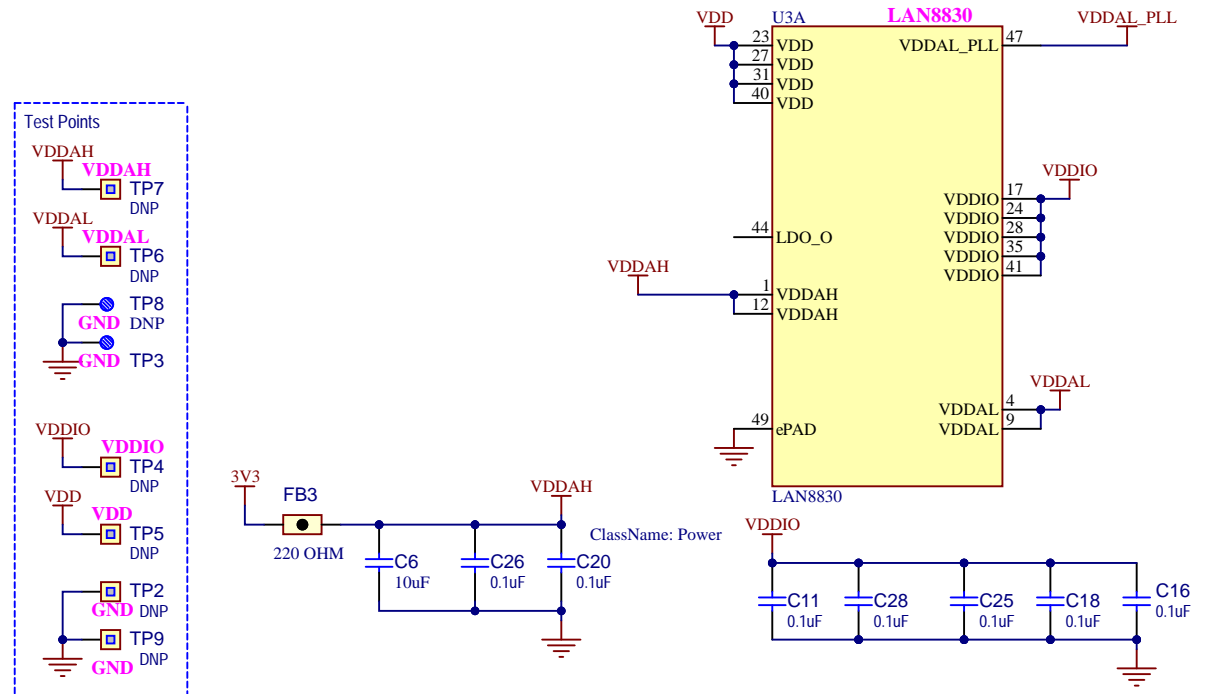 Test Points
VDDAH
VDDAH
TP7
DNP
VDDAL
VDDAL
TP6
DNP
TP8
GND DNP
GND TP3
VDDIO
VDDIO
TP4
DNP
VDD
VDD
TP5
DNP
TP2
GND DNP
TP9
GND DNP
3V3
FB3
220 OHM
VDDAH
C6
10uF
C26
0.1uF
C20
0.1uF
ClassName: Power
VDD
U3A
LAN8830
VDDAL_PLL
23 VDD
27 VDD
31 VDD
40 VDD
VDDAL_PLL 47
VDDIO
VDDIO 17
VDDIO 24
VDDIO 28
VDDIO 35
VDDIO 41
44 LDO_O
VDDAH
1 VDDAH
12 VDDAH
VDDAL
VDDAL 4
VDDAL 9
49 ePAD
LAN8830
VDDIO
C11
0.1uF
C28
0.1uF
C25
0.1uF
C18
0.1uF
C16
0.1uF